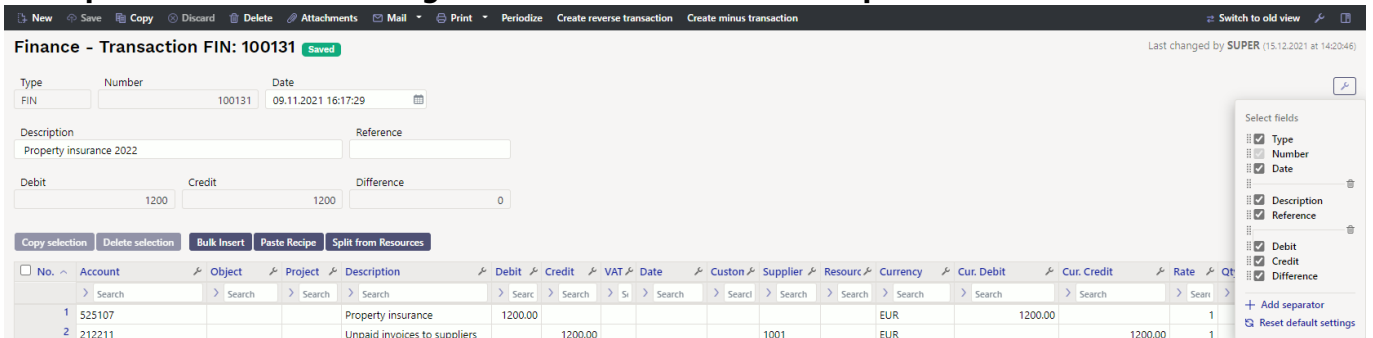 New Save Copy Discard Delete Attachments Mail Print Periodize Create reverse transaction Create minus transaction Switch to old view
Finance - Transaction FIN: 100131 Saved Last changed by SUPER (15.12.2021 at 14:20:46)
Type Number Date
FIN 100131 09.11.2021 16:17:29
Select fields
Type
Number
Date
Description
Reference
Debit
Credit
Difference
+ Add separator
Reset default settings
Description Reference
Property insurance 2022
Debit Credit Difference
1200 1200 0
Copy selection Delete selection Bulk Insert Paste Recipe Split from Resources
No. Account Object Project Description Debit Credit VAT Date Custon Supplier Resourc Currency Cur. Debit Cur. Credit Rate
> Search > Search > Search > Search > Searc > Search > Se > Search > Searcl > Search > Search > Search > Search > Search > Sear >
1 525107 Property insurance 1200.00 EUR 1200.00 1
2 212211 Unpaid invoices to suppliers 1200.00 1001 EUR 1200.00 1